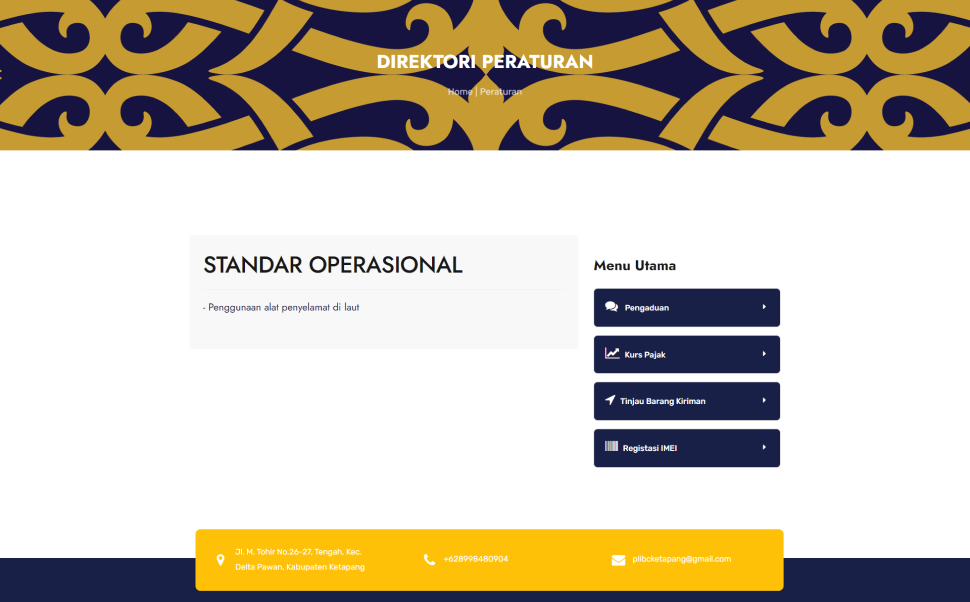 DIREKTORI PERATURAN
Home | Peraturan
STANDAR OPERASIONAL
- Penggunaan alat penyelamat di laut
Menu Utama
Pengaduan
Kurs Pajak
Tinjau Barang Kiriman
Registasi IMEI
Jl. M. Tohir No.26-27, Tengah, Kec.
Delta Pawan, Kabupaten Ketapang
+628998480904
plibcketapang@gmail.com